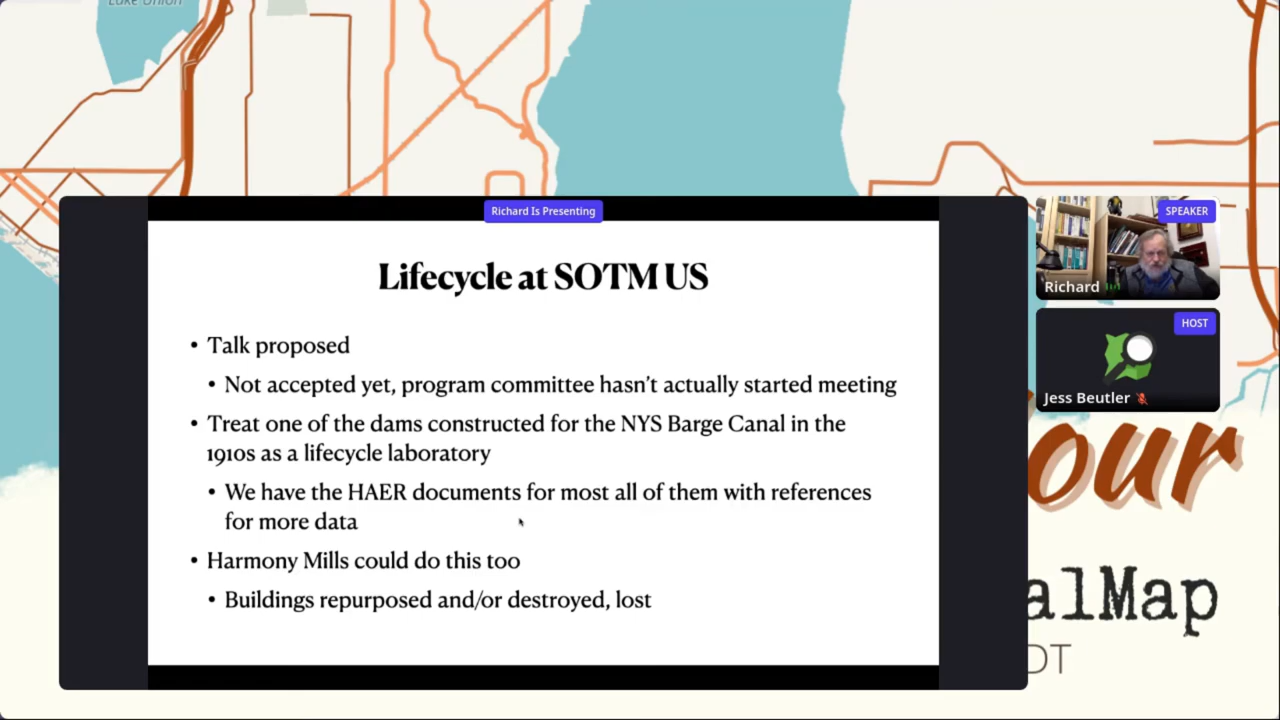 Lake Union
Richard Is Presenting
Lifecycle at SOTM US
• Talk proposed
• Not accepted yet, program committee hasn't actually started meeting
• Treat one of the dams constructed for the NYS Barge Canal in the
1910s as a lifecycle laboratory
• We have the HAER documents for most all of them with references
for more data
• Harmony Mills could do this too
• Buildings repurposed and/or destroyed, lost
SPEAKER
Richard
HOST
Jess Beutler
our
alMap
DT